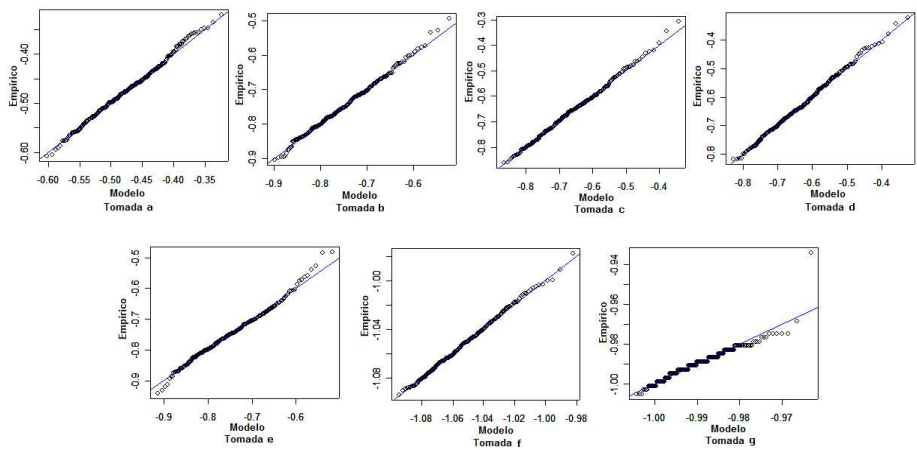 -0.40
-0.50
-0.60
Empírico
-0.60 -0.55 -0.50 -0.45 -0.40 -0.35
Modelo
Tomada a
-0.5
-0.6
-0.7
-0.8
-0.9
Empírico
-0.9 -0.8 -0.7 -0.6
Modelo
Tomada b
-0.3
-0.4
-0.5
-0.6
-0.7
-0.8
Empírico
-0.8 -0.7 -0.6 -0.5 -0.4
Modelo
Tomada c
-0.4
-0.5
-0.6
-0.7
-0.8
Empírico
-0.8 -0.7 -0.6 -0.5 -0.4 -0.3
Modelo
Tomada d
-0.5
-0.6
-0.7
-0.8
-0.9
Empírico
-0.9 -0.8 -0.7 -0.6
Modelo
Tomada e
-1.00
-1.04
-1.08
Empírico
-1.08 -1.06 -1.04 -1.02 -1.00 -0.98
Modelo
Tomada f
-0.94
-0.96
-0.98
-1.00
Empírico
-1.00 -0.99 -0.98 -0.97
Modelo
Tomada g